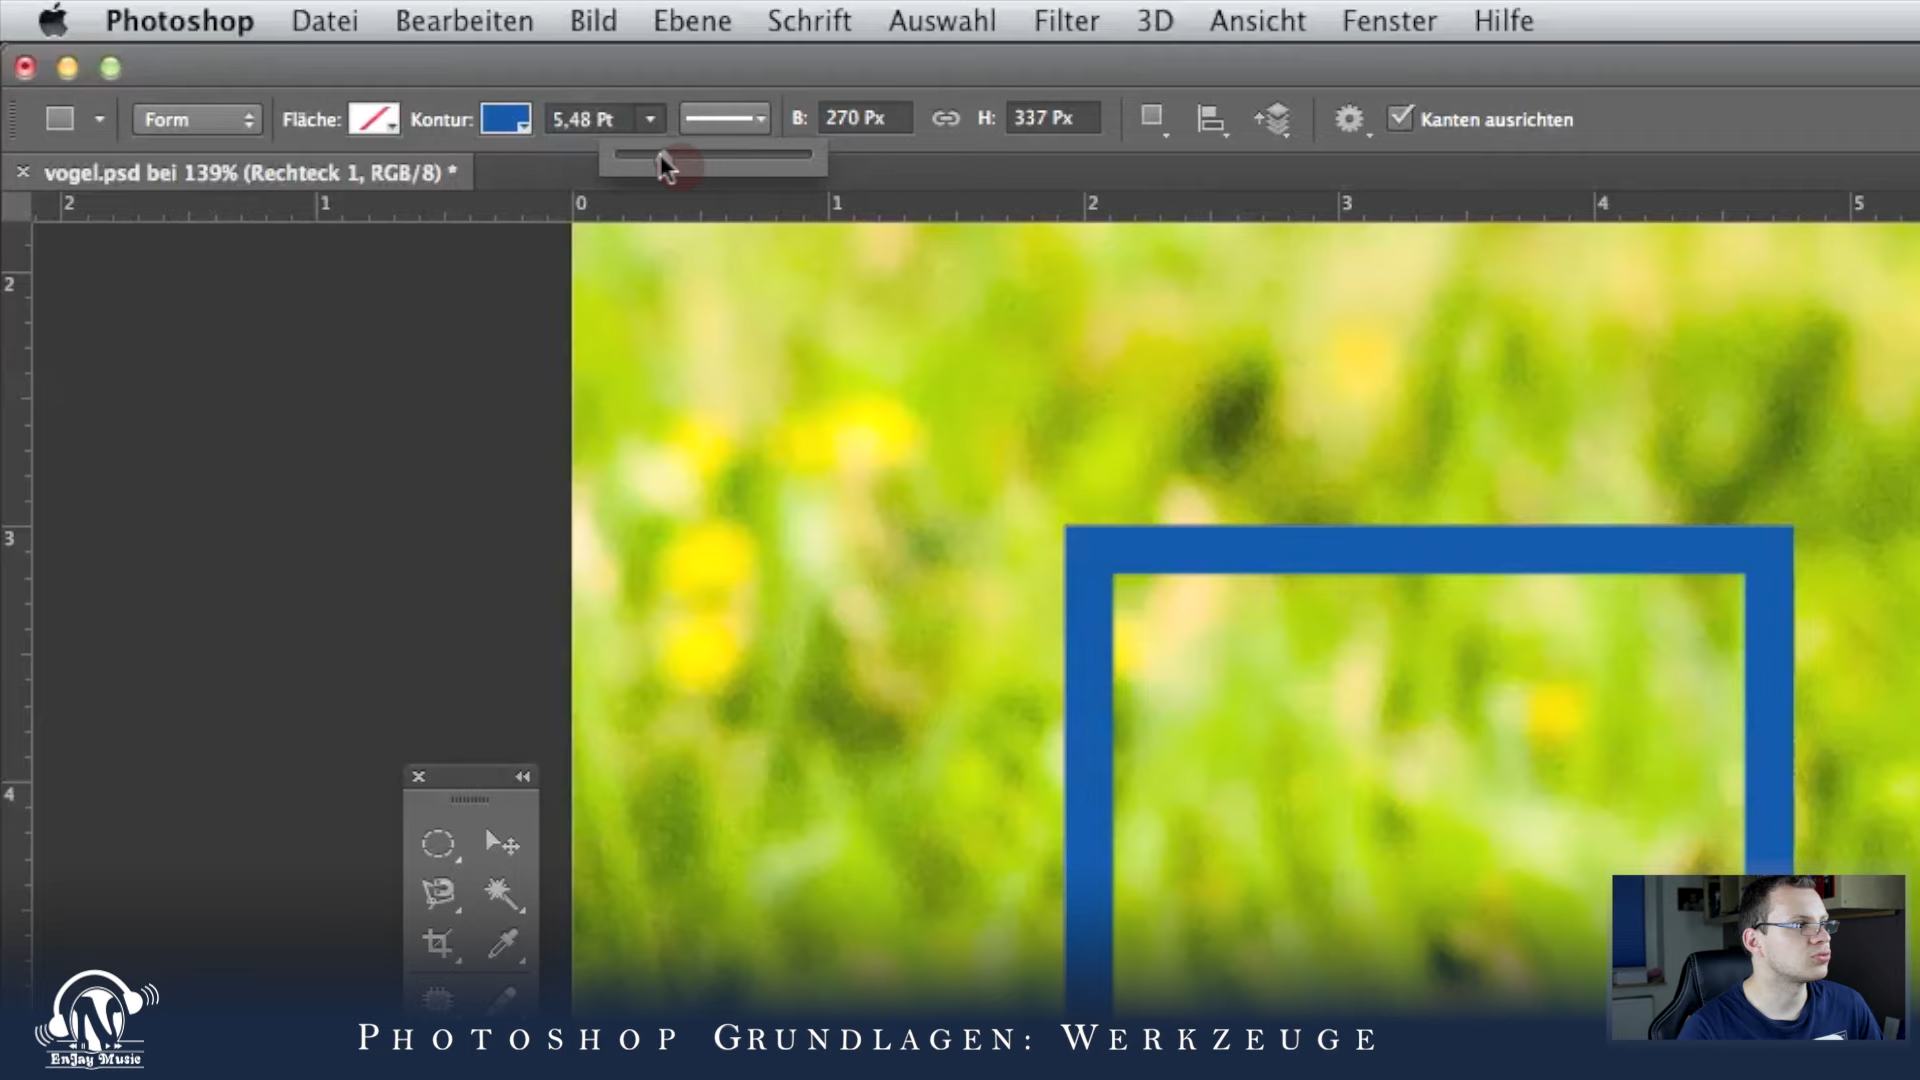 Photoshop Datei Bearbeiten Bild Ebene Schrift Auswahl Filter 3D Ansicht Fenster Hilfe
Form Fläche: Kontur: 5,48 Pt B: 270 Px H: 337 Px Kanten ausrichten
vogel.psd bei 139% (Rechteck 1, RGB/8) *
2 1 0 1 2 3 4 5
2
3
4
N
EnJay Music
PHOTOSHOP GRUNDLAGEN: WERKZEUGE